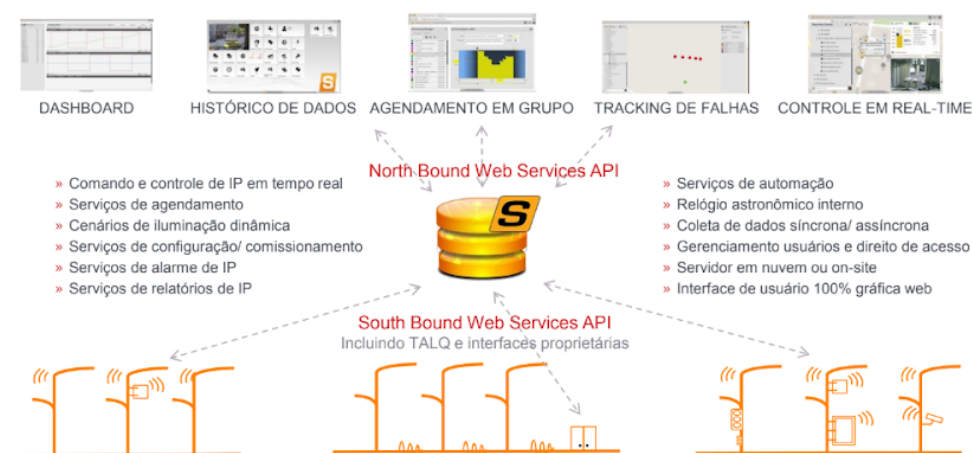 DASHBOARD
HISTÓRICO DE DADOS
AGENDAMENTO EM GRUPO
TRACKING DE FALHAS
CONTROLE EM REAL-TIME
North Bound Web Services API
» Comando e controle de IP em tempo real
» Serviços de agendamento
» Cenários de iluminação dinâmica
» Serviços de configuração/ comissionamento
» Serviços de alarme de IP
» Serviços de relatórios de IP
S
S
» Serviços de automação
» Relógio astronômico interno
» Coleta de dados síncrona/ assíncrona
» Gerenciamento usuários e direito de acesso
» Servidor em nuvem ou on-site
» Interface de usuário 100% gráfica web
South Bound Web Services API
Incluindo TALQ e interfaces proprietárias